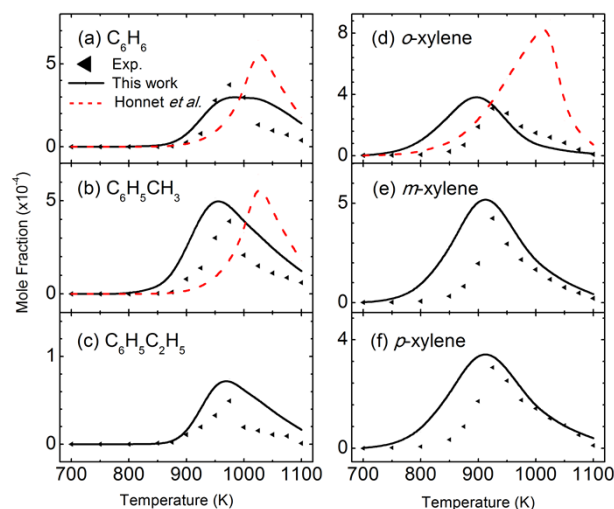 (a) C₆H₆
Exp.
This work
Honnet et al.
5
0
(b) C₆H₅CH₃
5
0
(c) C₆H₅C₂H₅
1
0
700 800 900 1000 1100
Temperature (K)
Mole Fraction (x10⁻⁴)
(d) o-xylene
8
4
0
(e) m-xylene
5
0
(f) p-xylene
4
0
700 800 900 1000 1100
Temperature (K)